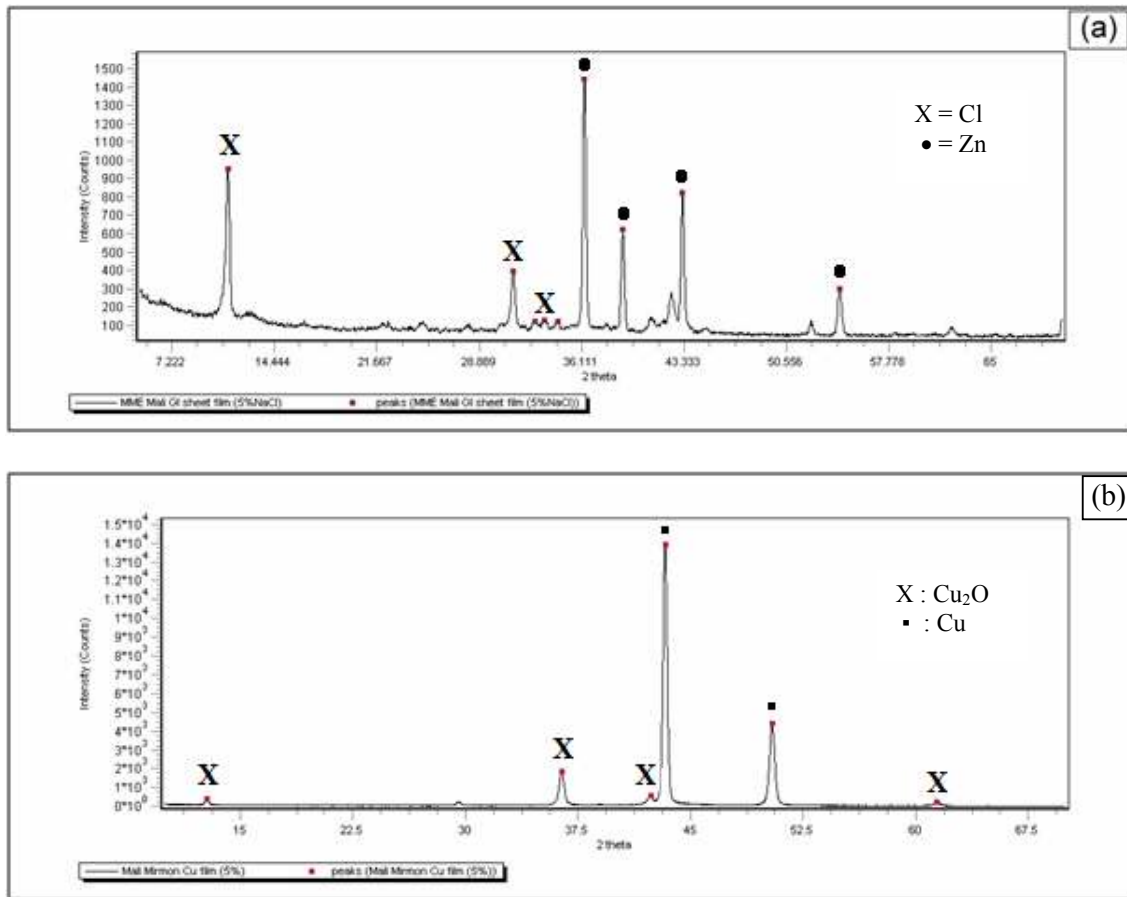 (a)
1500
1400
1300
1200
1100
1000
900
800
700
600
500
400
300
200
100
Intensity (Counts)
X
X
X
X = Cl
● = Zn
7.222 14.444 21.667 28.889 36.111 43.333 50.556 57.778 65
2 theta
MME Mali GI sheet film (5%NaCl) peaks (MME Mali GI sheet film (5%NaCl))
(b)
1.5*10⁴
1.4*10⁴
1.3*10⁴
1.2*10⁴
1.1*10⁴
1*10⁴
9*10³
8*10³
7*10³
6*10³
5*10³
4*10³
3*10³
2*10³
1*10³
0*10⁰
Intensity (Counts)
X
X
X
X
X : Cu₂O
▪ : Cu
15 22.5 30 37.5 45 52.5 60 67.5
2 theta
Mali Mirmon Cu film (5%) peaks (Mali Mirmon Cu film (5%))